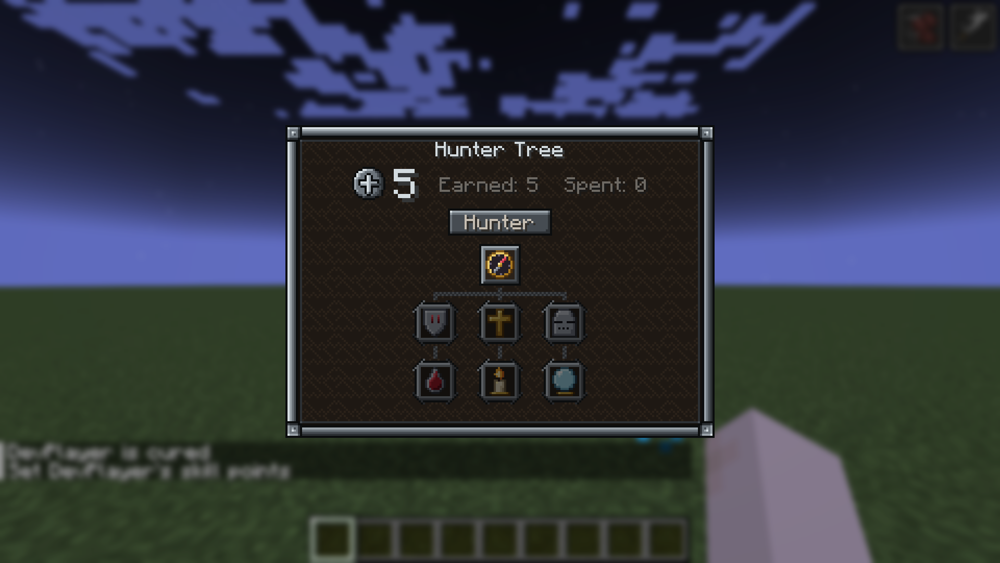 Hunter Tree
5 Earned: 5 Spent: 0
Hunter
DevPlayer is cured
Set DevPlayer's skill points